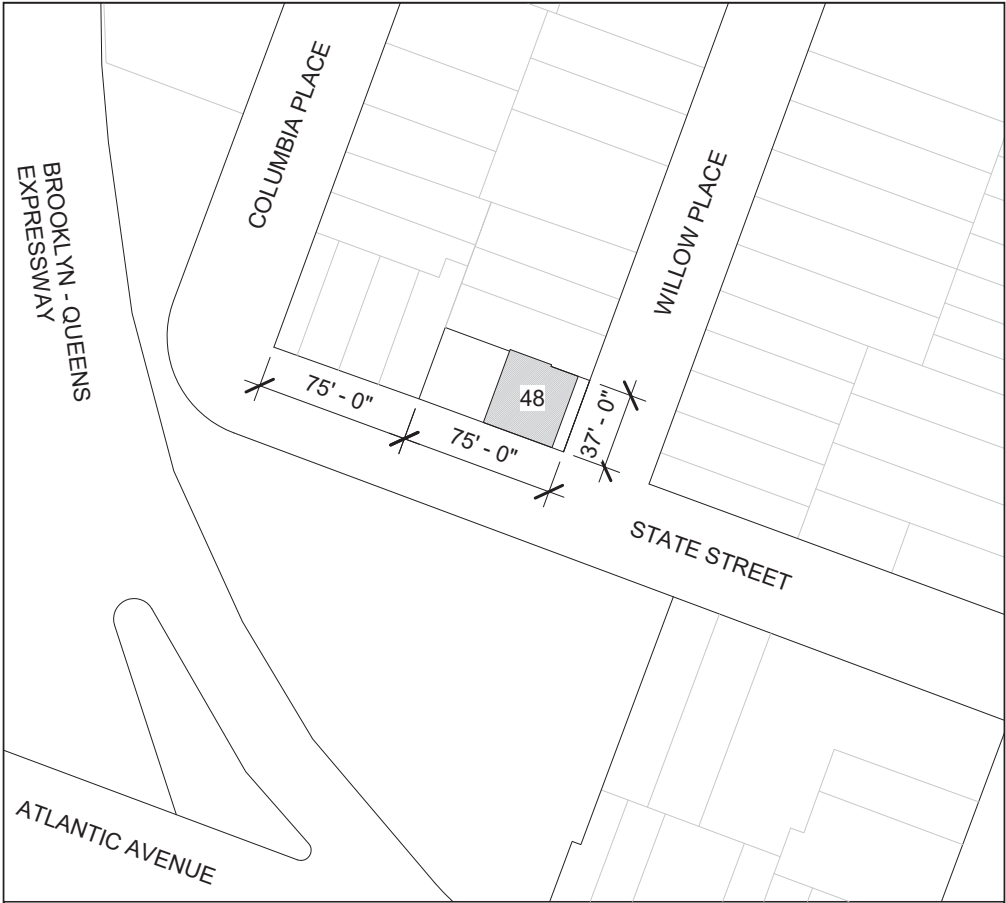 COLUMBIA PLACE
WILLOW PLACE
BROOKLYN - QUEENS
EXPRESSWAY
48
75' - 0"
75' - 0"
37' - 0"
STATE STREET
ATLANTIC AVENUE